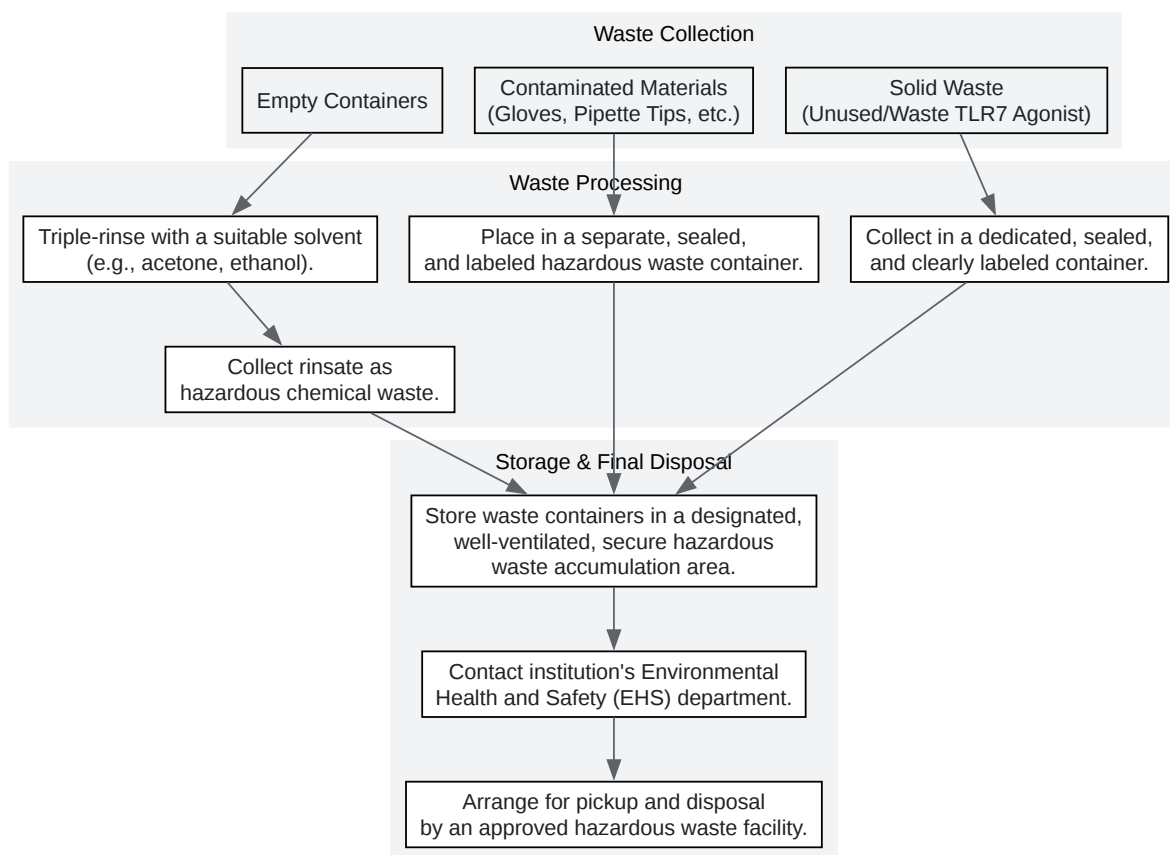 Waste Collection
Empty Containers
Contaminated Materials
(Gloves, Pipette Tips, etc.)
Solid Waste
(Unused/Waste TLR7 Agonist)
Waste Processing
Triple-rinse with a suitable solvent
(e.g., acetone, ethanol).
Place in a separate, sealed,
and labeled hazardous waste container.
Collect in a dedicated, sealed,
and clearly labeled container.
Collect rinsate as
hazardous chemical waste.
Storage & Final Disposal
Store waste containers in a designated,
well-ventilated, secure hazardous
waste accumulation area.
Contact institution's Environmental
Health and Safety (EHS) department.
Arrange for pickup and disposal
by an approved hazardous waste facility.